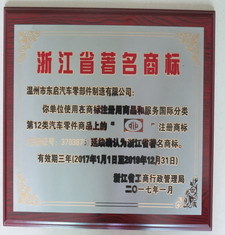 浙江省著名商标
温州市东启汽车零部件制造有限公司:
你单位使用在商标注册用商品和服务国际分类
第12类汽车零件商品上的“ ”注册商标
延续确认为浙江省著名商标。
有效期三年(2017年1月1日至2019年12月31日)
浙江省工商行政管理局
二〇一七年一月